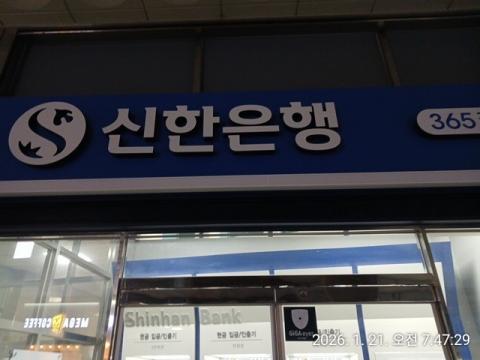 신한은행
365
Shinhan Bank
현금 입금/인출기
현금 입금/인출기
MEGA COFFEE
2026. 1. 21. 오전 7:47:29